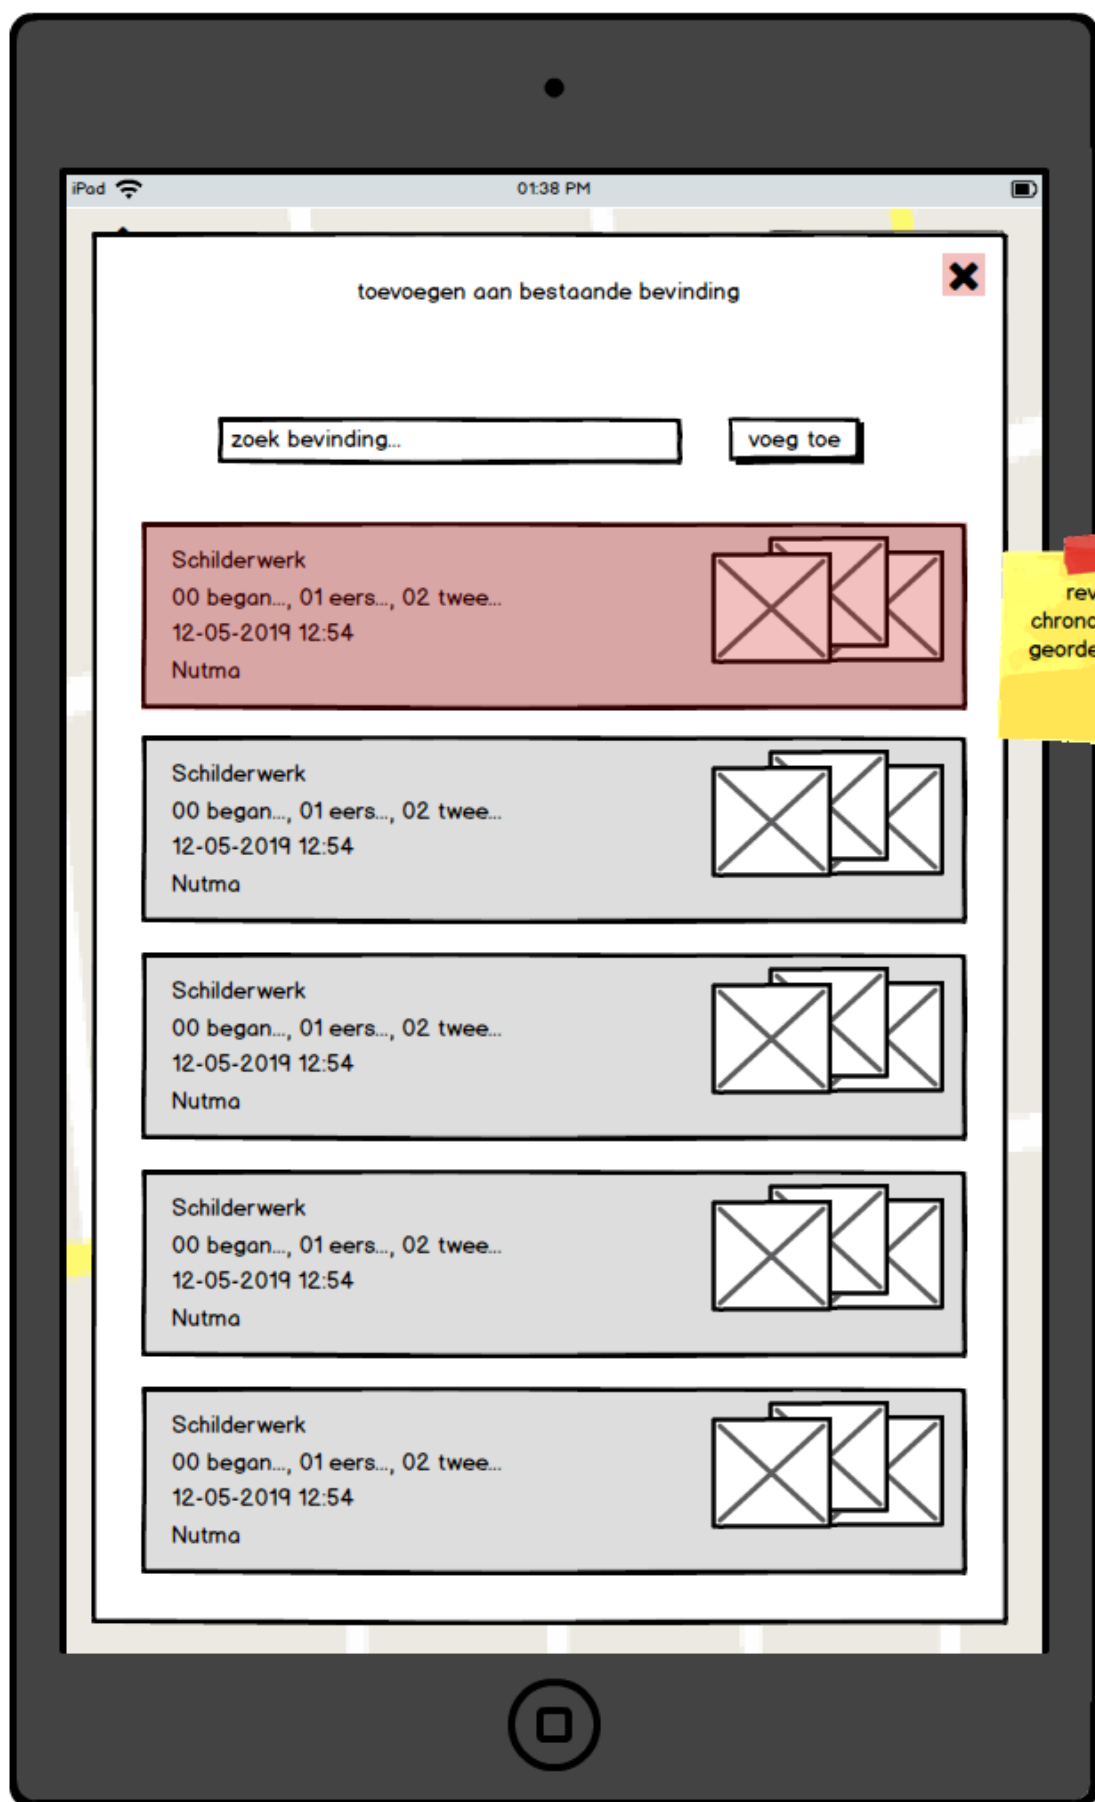 iPad 01:38 PM
toevoegen aan bestaande bevinding
zoek bevinding... voeg toe
Schilderwerk
00 began..., 01 eers..., 02 twee...
12-05-2019 12:54
Nutma
rev
chrono
georde
Schilderwerk
00 began..., 01 eers..., 02 twee...
12-05-2019 12:54
Nutma
Schilderwerk
00 began..., 01 eers..., 02 twee...
12-05-2019 12:54
Nutma
Schilderwerk
00 began..., 01 eers..., 02 twee...
12-05-2019 12:54
Nutma
Schilderwerk
00 began..., 01 eers..., 02 twee...
12-05-2019 12:54
Nutma